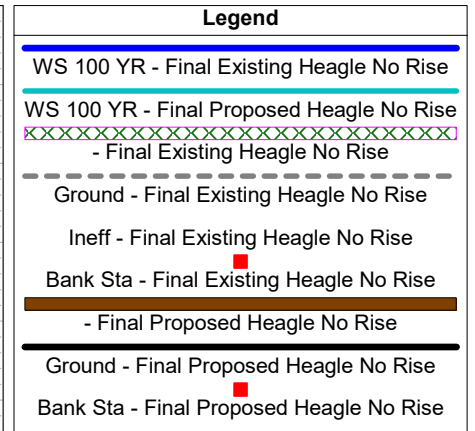 Legend
WS 100 YR - Final Existing Heagle No Rise
WS 100 YR - Final Proposed Heagle No Rise
- Final Existing Heagle No Rise
Ground - Final Existing Heagle No Rise
Ineff - Final Existing Heagle No Rise
Bank Sta - Final Existing Heagle No Rise
- Final Proposed Heagle No Rise
Ground - Final Proposed Heagle No Rise
Bank Sta - Final Proposed Heagle No Rise